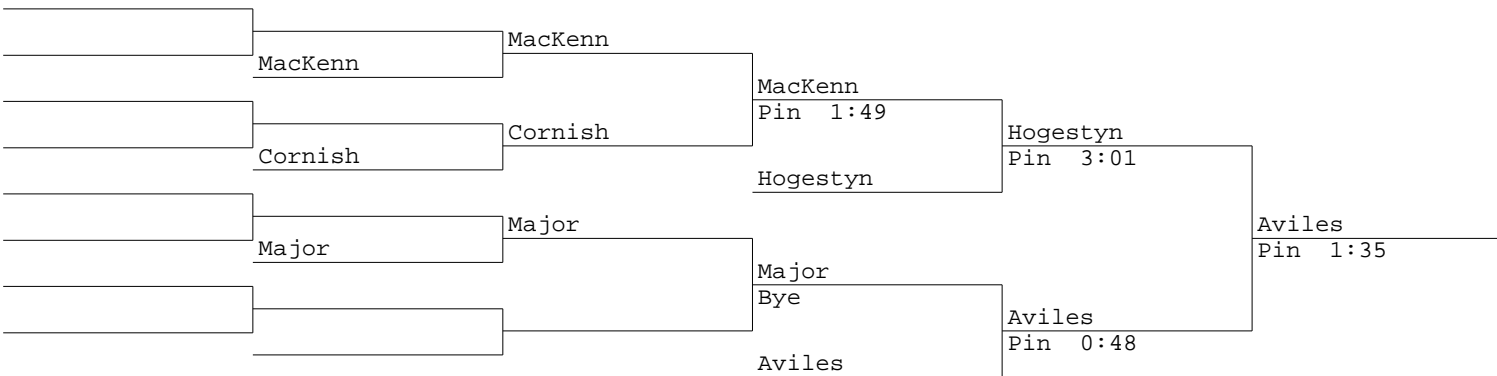 MacKenn
MacKenn
MacKenn
Pin 1:49
Cornish
Hogestyn
Cornish
Pin 3:01
Hogestyn
Major
Aviles
Major
Pin 1:35
Major
Bye
Aviles
Pin 0:48
Aviles